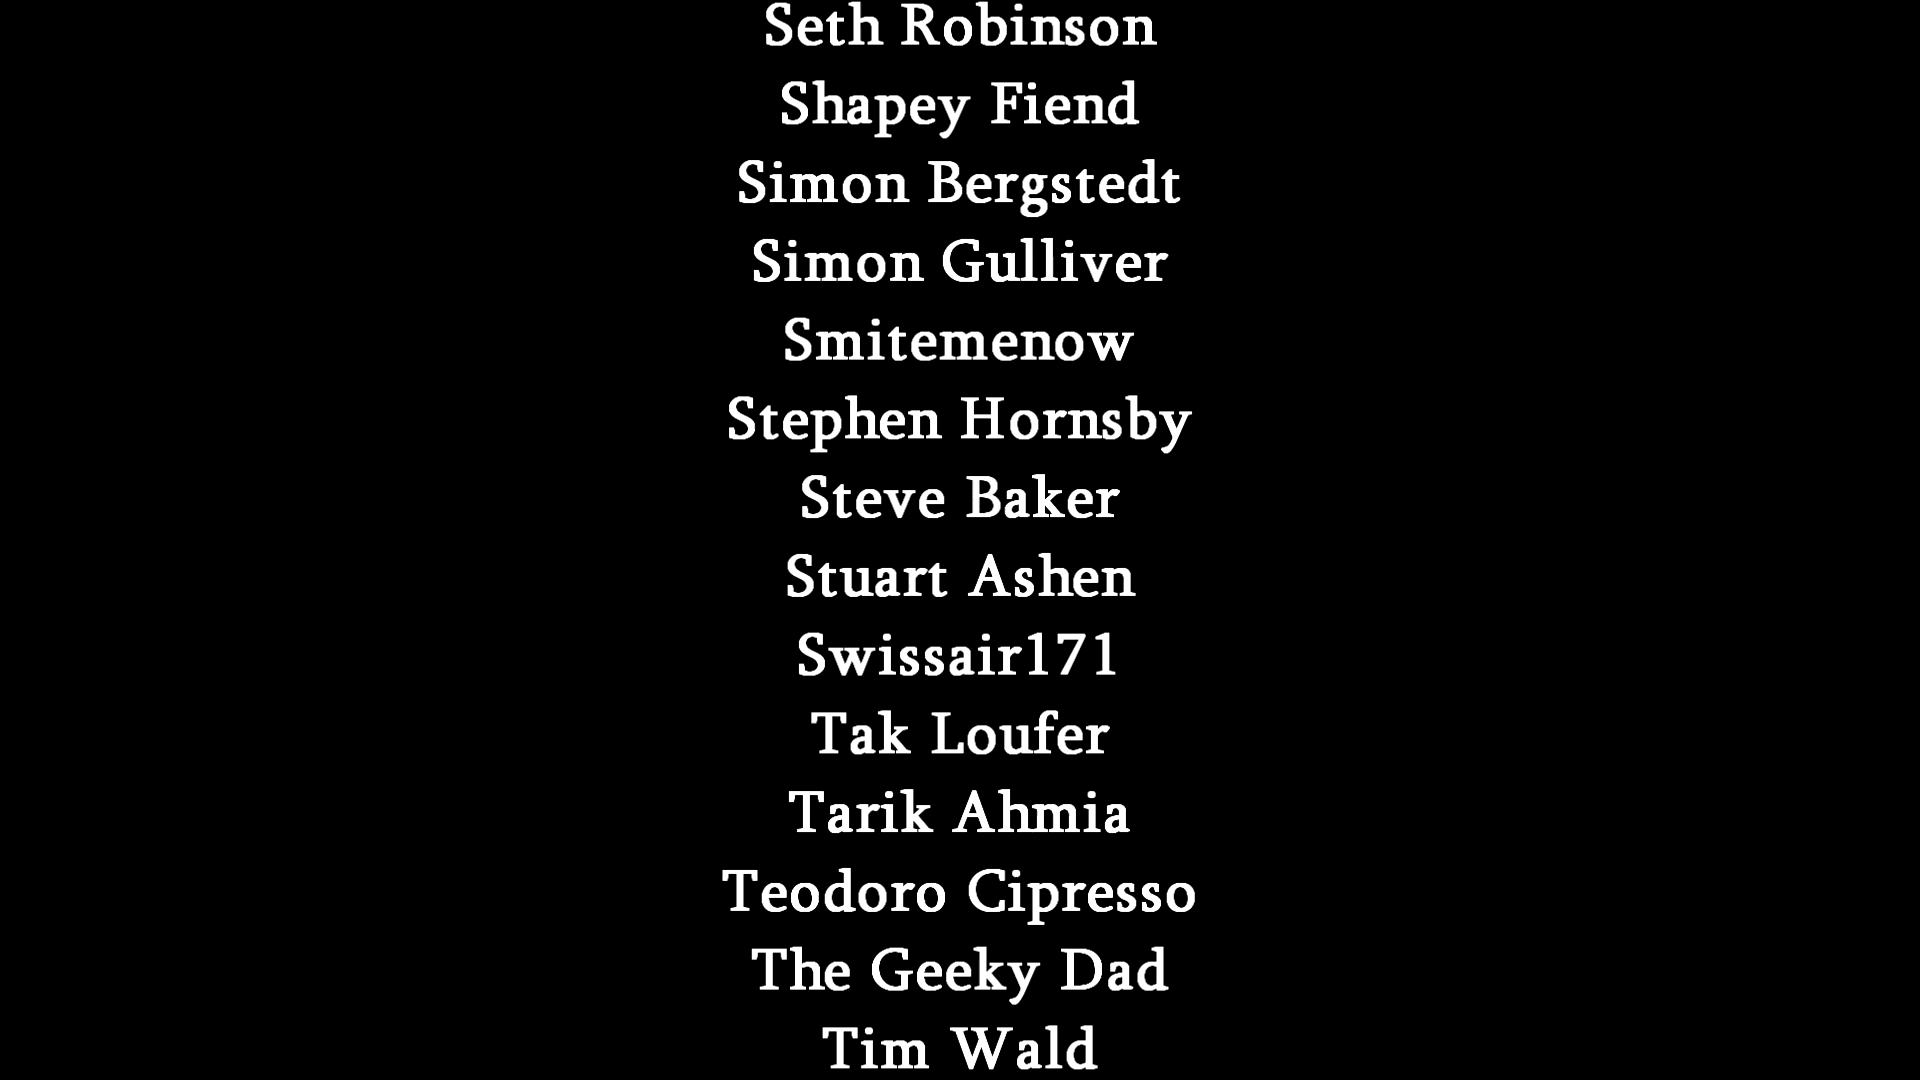 Seth Robinson
Shapey Fiend
Simon Bergstedt
Simon Gulliver
Smitemenow
Stephen Hornsby
Steve Baker
Stuart Ashen
Swissair171
Tak Loufer
Tarik Ahmia
Teodoro Cipresso
The Geeky Dad
Tim Wald